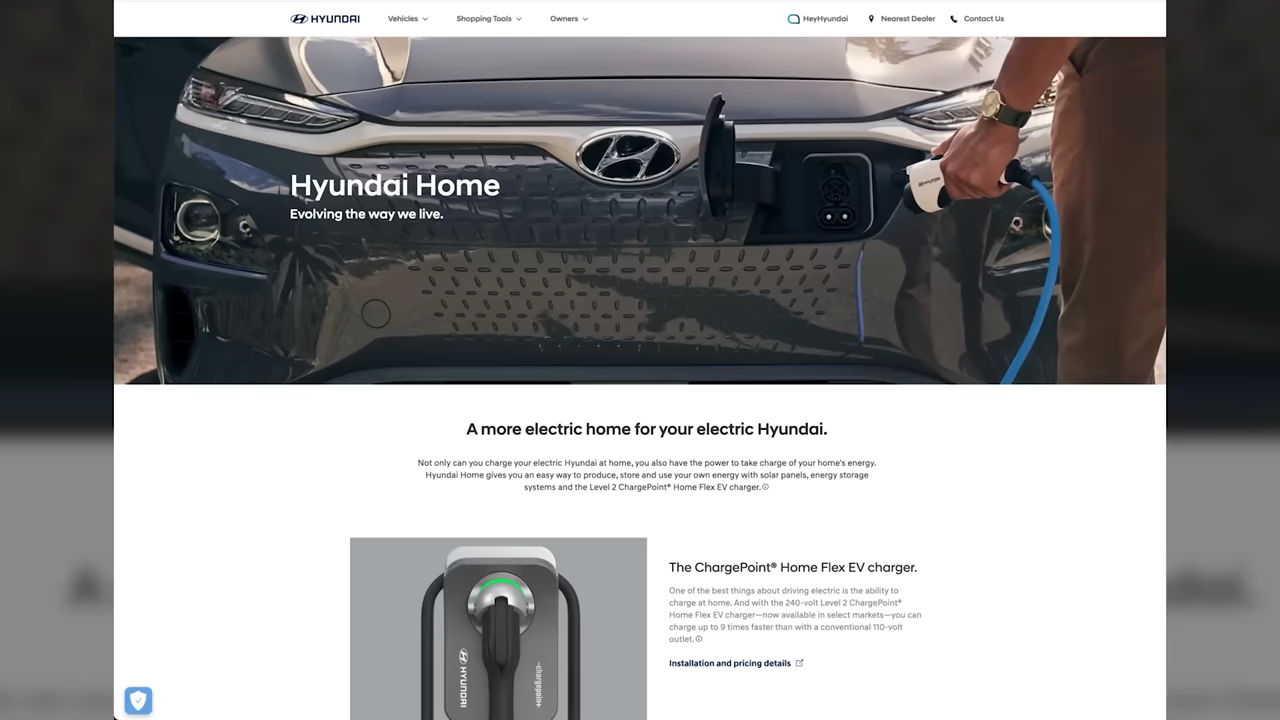 HYUNDAI
Vehicles
Shopping Tools
Owners
HeyHyundai
Nearest Dealer
Contact Us
Hyundai Home
Evolving the way we live.
A more electric home for your electric Hyundai.
Not only can you charge your electric Hyundai at home, you also have the power to take charge of your home's energy.
Hyundai Home gives you an easy way to produce, store and use your own energy with solar panels, energy storage
systems and the Level 2 ChargePoint® Home Flex EV charger.
The ChargePoint® Home Flex EV charger.
One of the best things about driving electric is the ability to
charge at home. And with the 240-volt Level 2 ChargePoint®
Home Flex EV charger—now available in select markets—you can
charge up to 9 times faster than with a conventional 110-volt
outlet.
Installation and pricing details
HYUNDAI
-chargepoin+